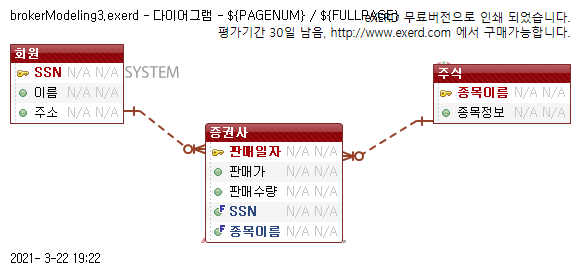 brokerModeling3.exerd - 다이어그램 - ${PAGENUM} / ${FULLPAGE}
eXERD 무료버전으로 인쇄 되었습니다.
평가기간 30일 남음, http://www.exerd.com 에서 구매가능합니다.
SYSTEM
회원
SSN N/A N/A
이름 N/A N/A
주소 N/A N/A
주식
종목이름 N/A N/A
종목정보 N/A N/A
증권사
판매일자 N/A N/A
판매가 N/A N/A
판매수량 N/A N/A
F SSN N/A N/A
F 종목이름 N/A N/A
2021- 3-22 19:22